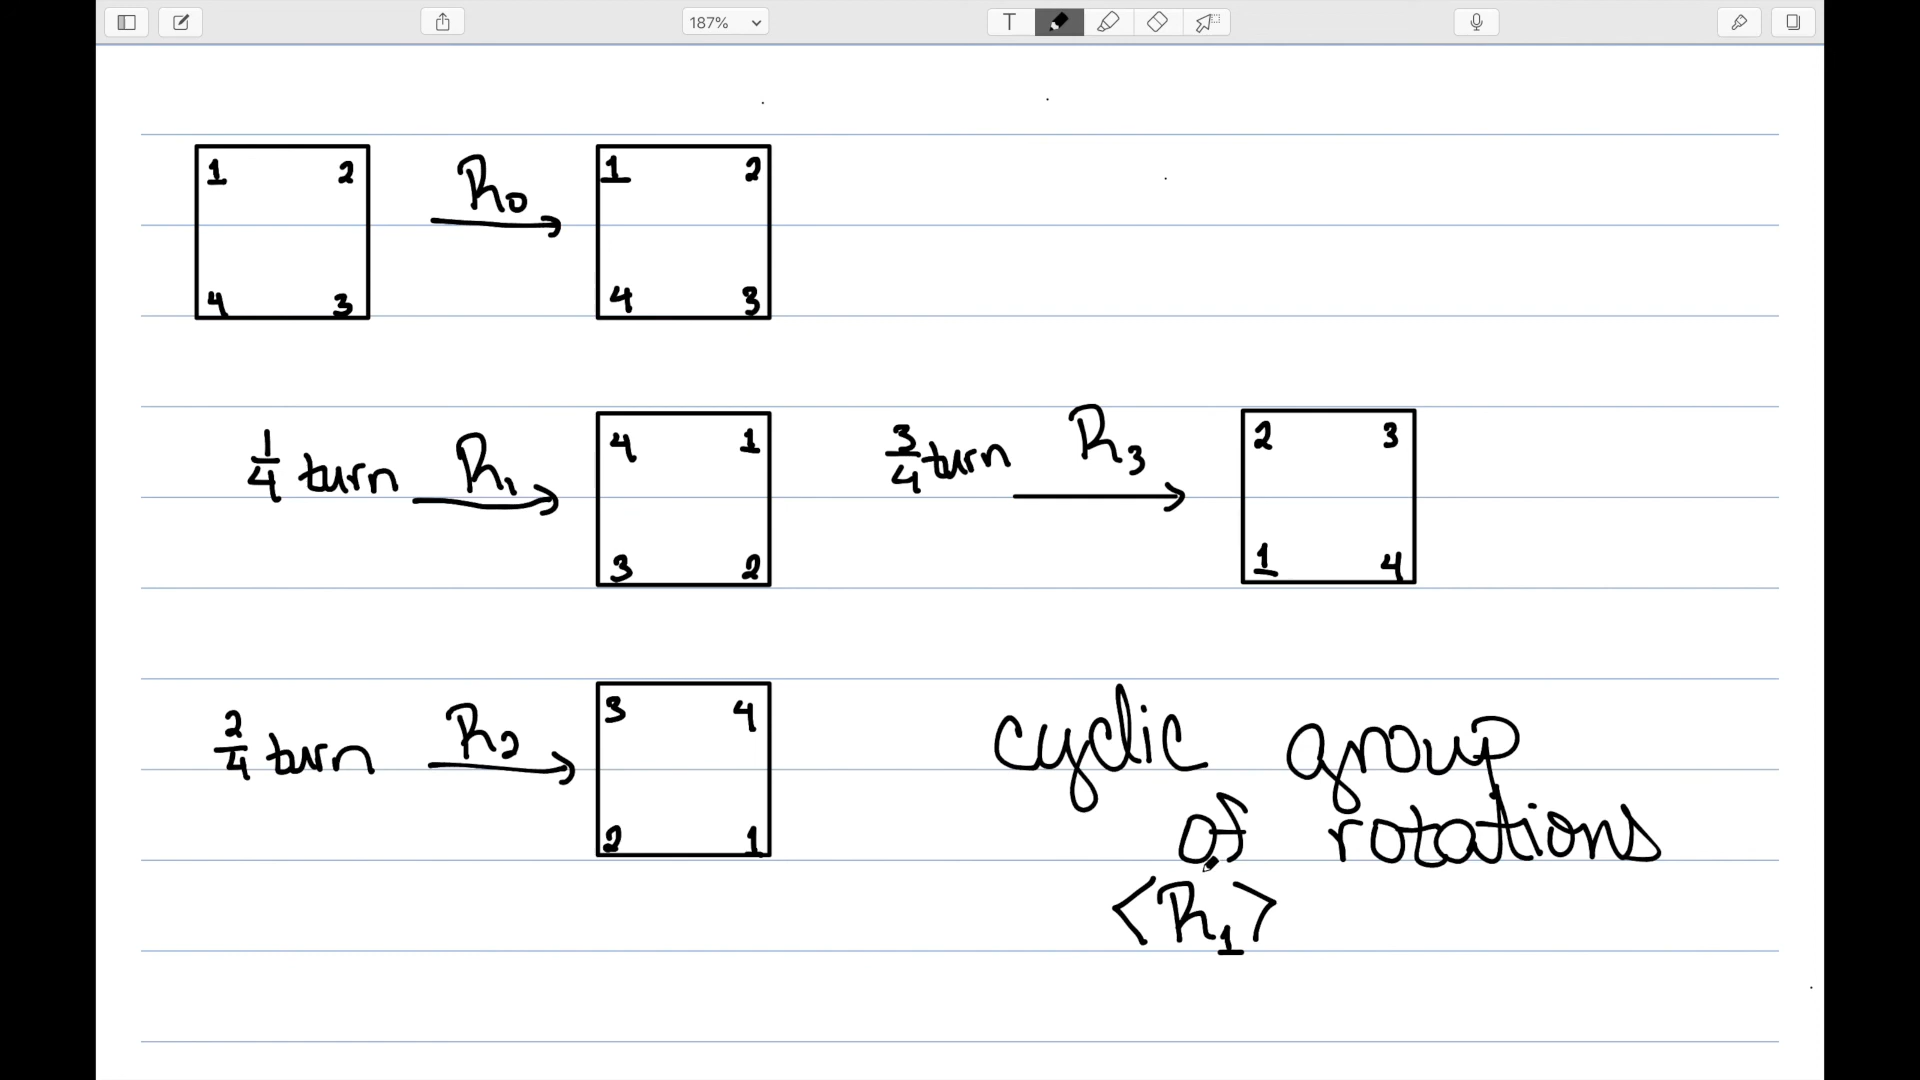 187%
T
1 2 R₀ 1 2
4 3 4 3
1/4 turn R₁ 4 1 3/4 turn R₃ 2 3
3 2 1 4
2/4 turn R₂ 3 4 cyclic group
2 1 of rotations
<R₁>